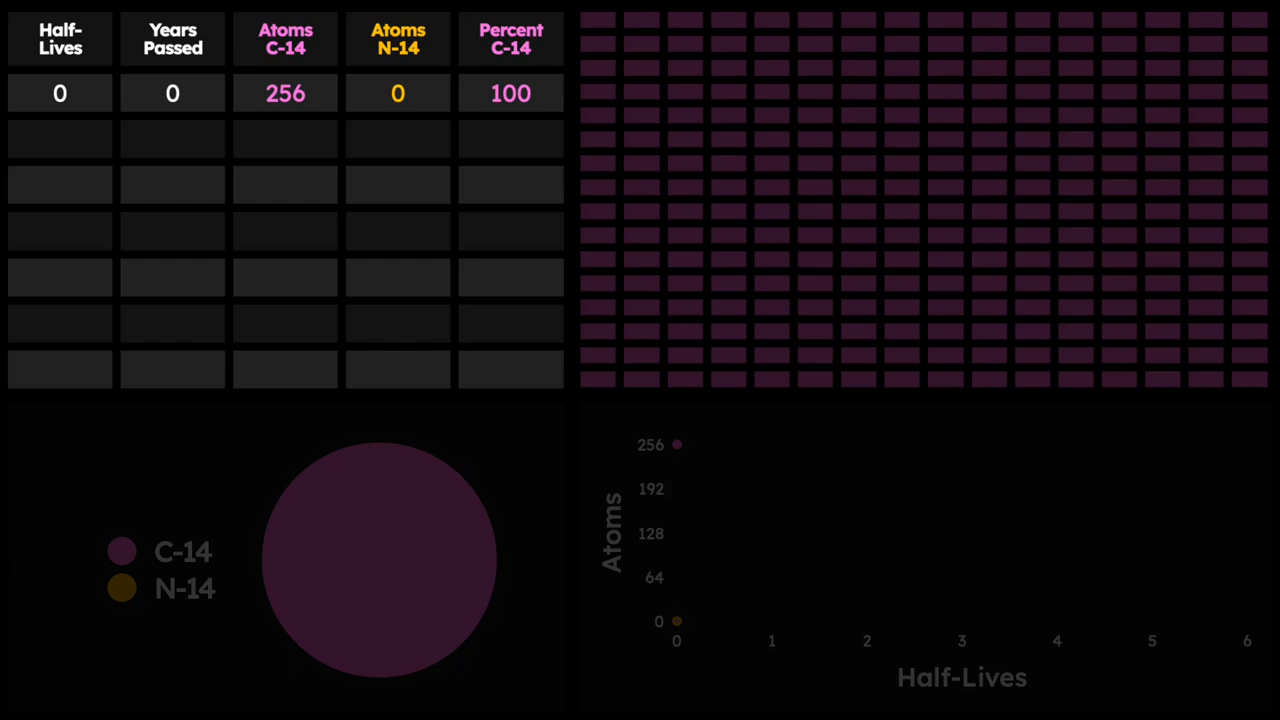 Half-
Lives
Years
Passed
Atoms
C-14
Atoms
N-14
Percent
C-14
0
0
256
0
100
C-14
N-14
Atoms
256
192
128
64
0
0
1
2
3
4
5
6
Half-Lives